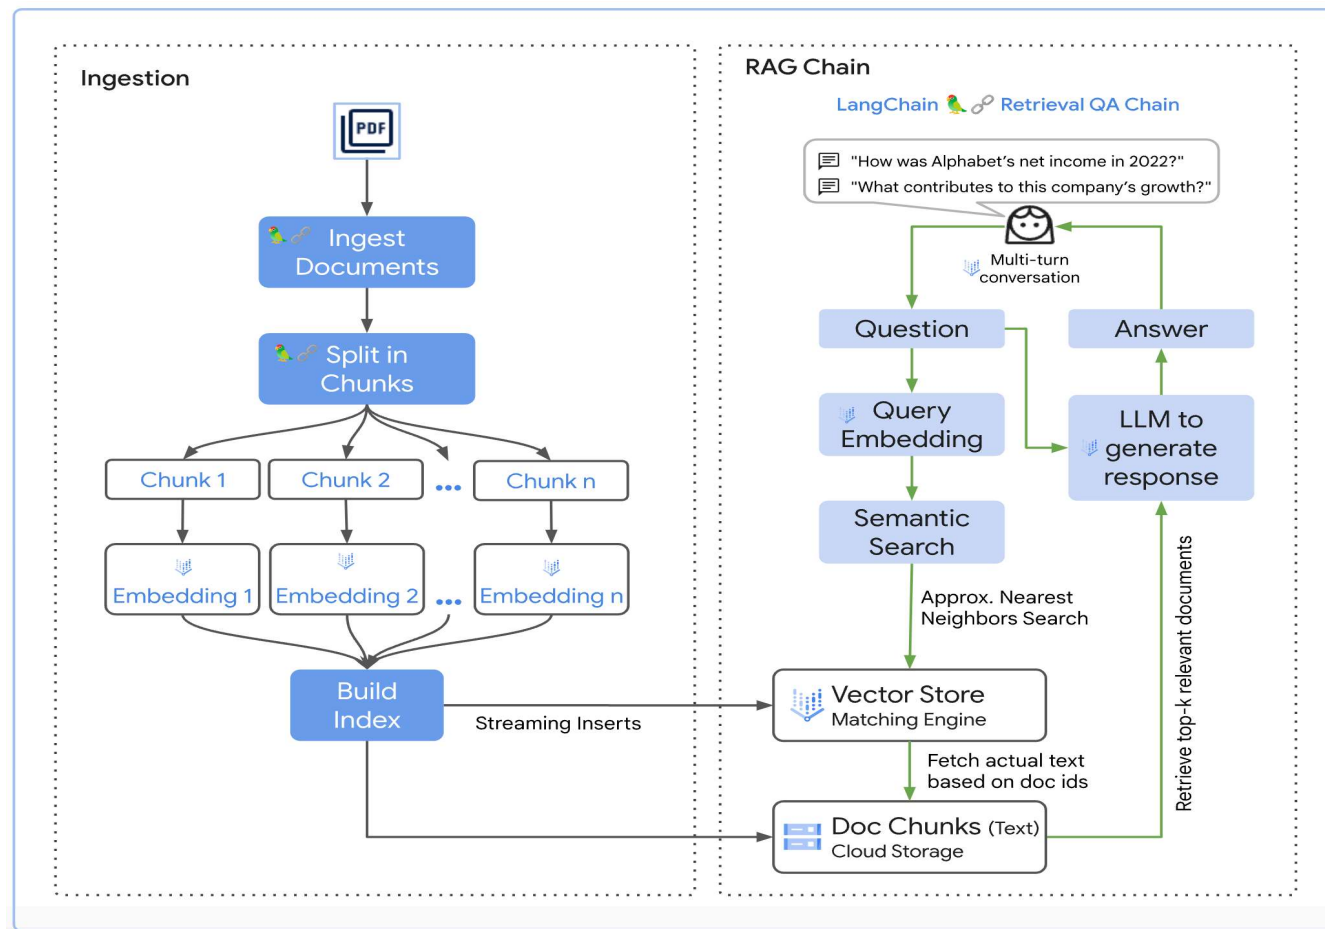 Ingestion
PDF
Ingest
Documents
Split in
Chunks
Chunk 1
Chunk 2
...
Chunk n
Embedding 1
Embedding 2
...
Embedding n
Build
Index
Streaming Inserts
RAG Chain
LangChain 🦜🔗 Retrieval QA Chain
"How was Alphabet's net income in 2022?"
"What contributes to this company's growth?"
Multi-turn
conversation
Question
Answer
Query
Embedding
LLM to
generate
response
Semantic
Search
Approx. Nearest
Neighbors Search
Vector Store
Matching Engine
Fetch actual text
based on doc ids
Doc Chunks (Text)
Cloud Storage
Retrieve top-k relevant documents